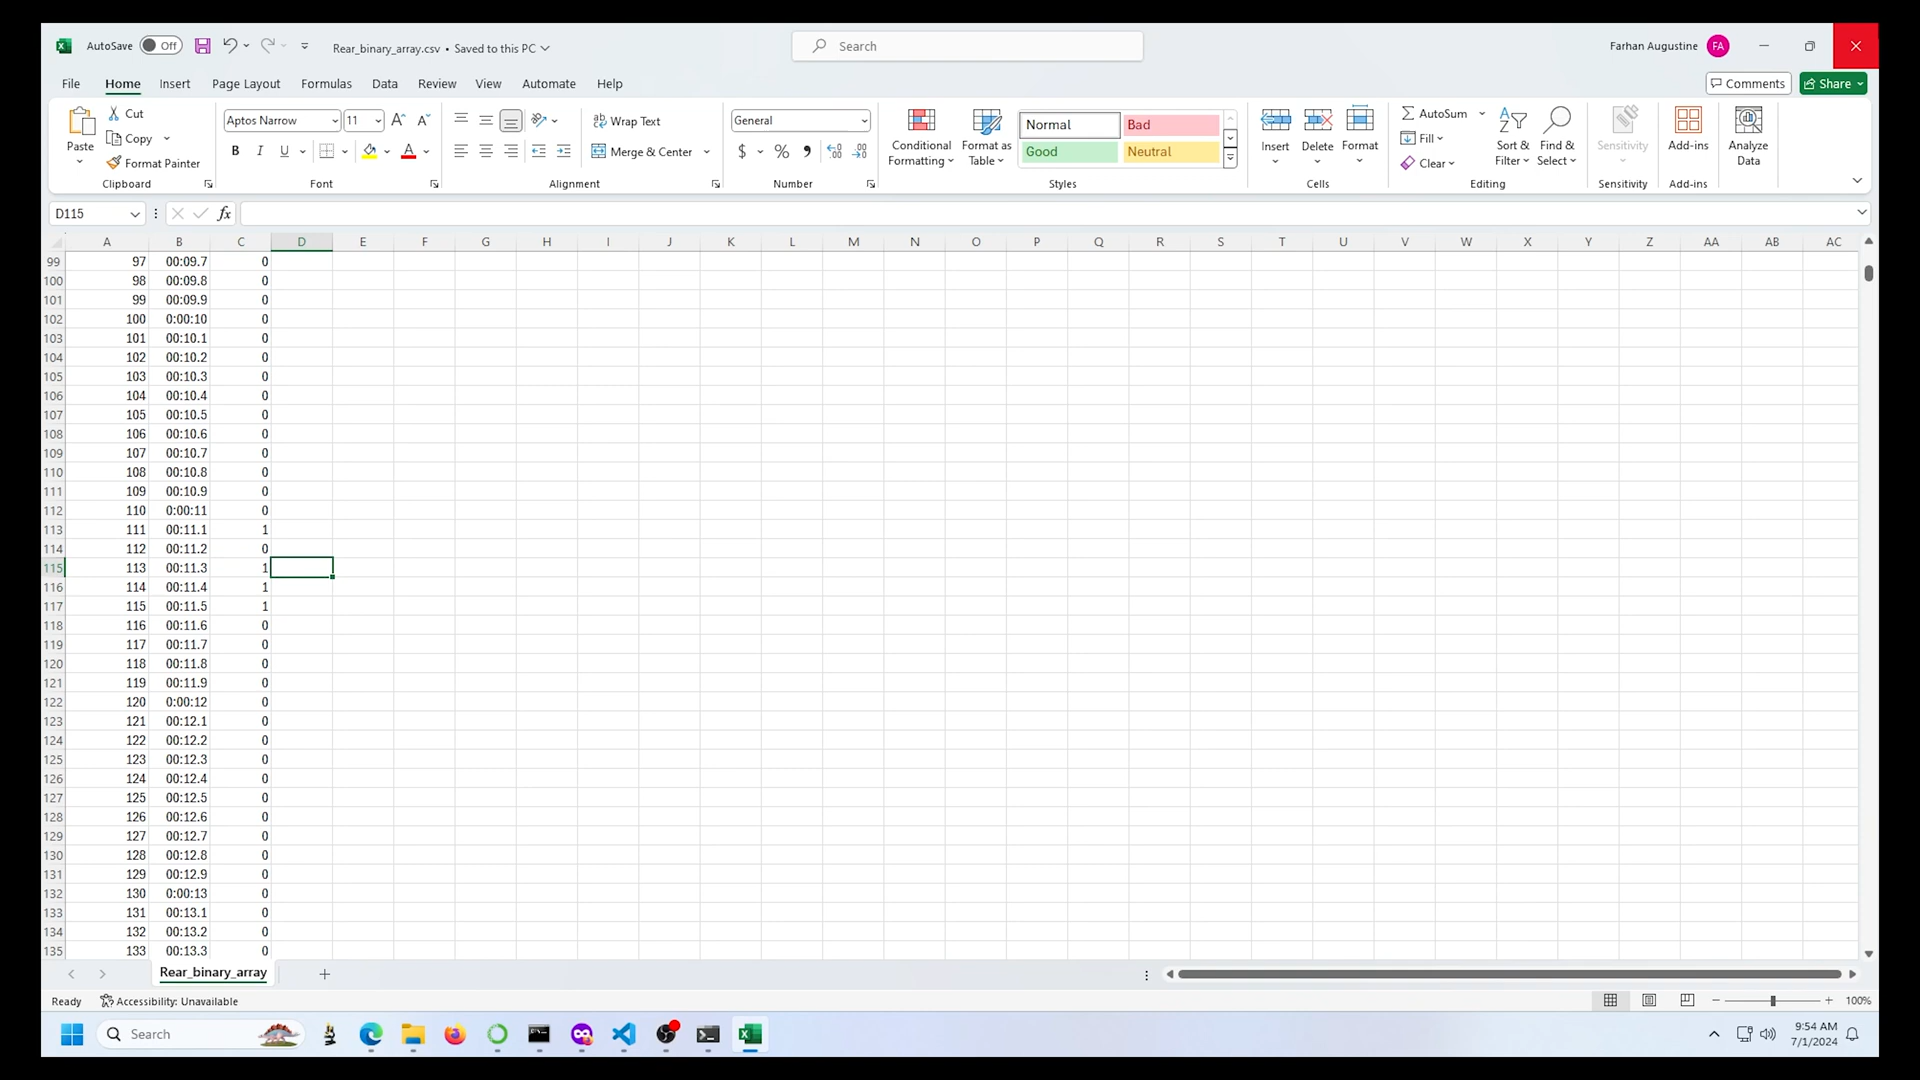 AutoSave Off Rear_binary_array.csv • Saved to this PC Search Farhan Augustine FA
File Home Insert Page Layout Formulas Data Review View Automate Help Comments Share
Paste Cut Copy Format Painter Clipboard
Aptos Narrow 11 B I U A A Font
Wrap Text Merge & Center Alignment
General $ % , Number
Conditional Formatting Format as Table Normal Bad Good Neutral Styles
Insert Delete Format Cells
AutoSum Fill Clear Sort & Filter Find & Select Editing
Sensitivity Sensitivity
Add-ins Add-ins
Analyze Data
D115 fx
A B C D E F G H I J K L M N O P Q R S T U V W X Y Z AA AB AC
99 97 00:09.7 0
100 98 00:09.8 0
101 99 00:09.9 0
102 100 0:00:10 0
103 101 00:10.1 0
104 102 00:10.2 0
105 103 00:10.3 0
106 104 00:10.4 0
107 105 00:10.5 0
108 106 00:10.6 0
109 107 00:10.7 0
110 108 00:10.8 0
111 109 00:10.9 0
112 110 0:00:11 0
113 111 00:11.1 1
114 112 00:11.2 0
115 113 00:11.3 1
116 114 00:11.4 1
117 115 00:11.5 1
118 116 00:11.6 0
119 117 00:11.7 0
120 118 00:11.8 0
121 119 00:11.9 0
122 120 0:00:12 0
123 121 00:12.1 0
124 122 00:12.2 0
125 123 00:12.3 0
126 124 00:12.4 0
127 125 00:12.5 0
128 126 00:12.6 0
129 127 00:12.7 0
130 128 00:12.8 0
131 129 00:12.9 0
132 130 0:00:13 0
133 131 00:13.1 0
134 132 00:13.2 0
135 133 00:13.3 0
Rear_binary_array
Ready Accessibility: Unavailable 100%
Search 9:54 AM
7/1/2024